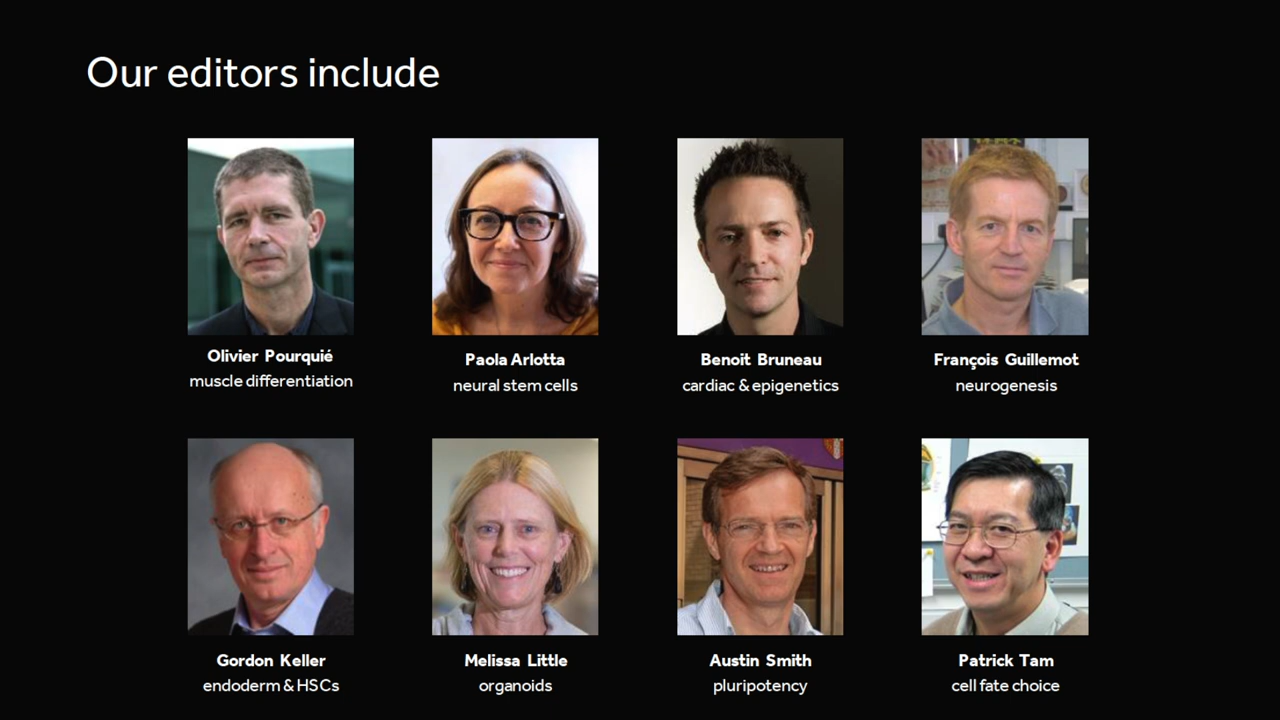 Our editors include
Olivier Pourquié
muscle differentiation
Paola Arlotta
neural stem cells
Benoit Bruneau
cardiac & epigenetics
François Guillemot
neurogenesis
Gordon Keller
endoderm & HSCs
Melissa Little
organoids
Austin Smith
pluripotency
Patrick Tam
cell fate choice